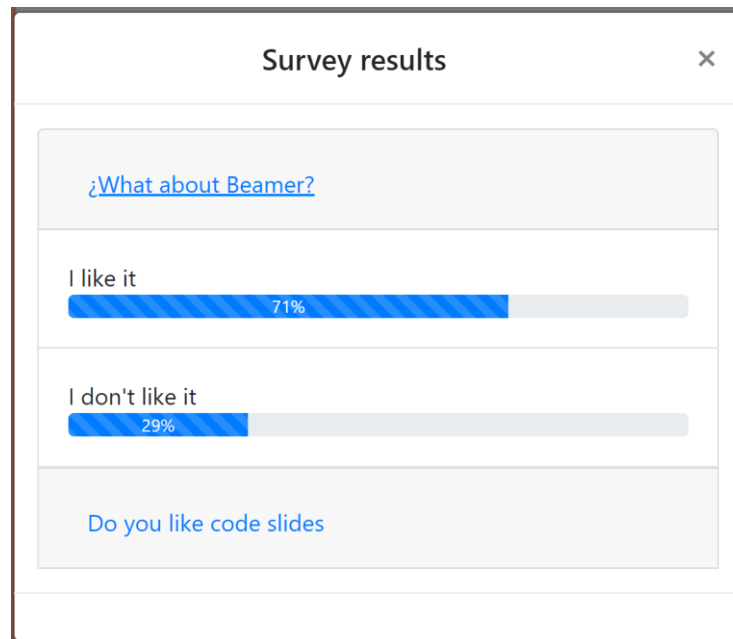 Survey results
×
¿What about Beamer?
I like it
71%
I don't like it
29%
Do you like code slides